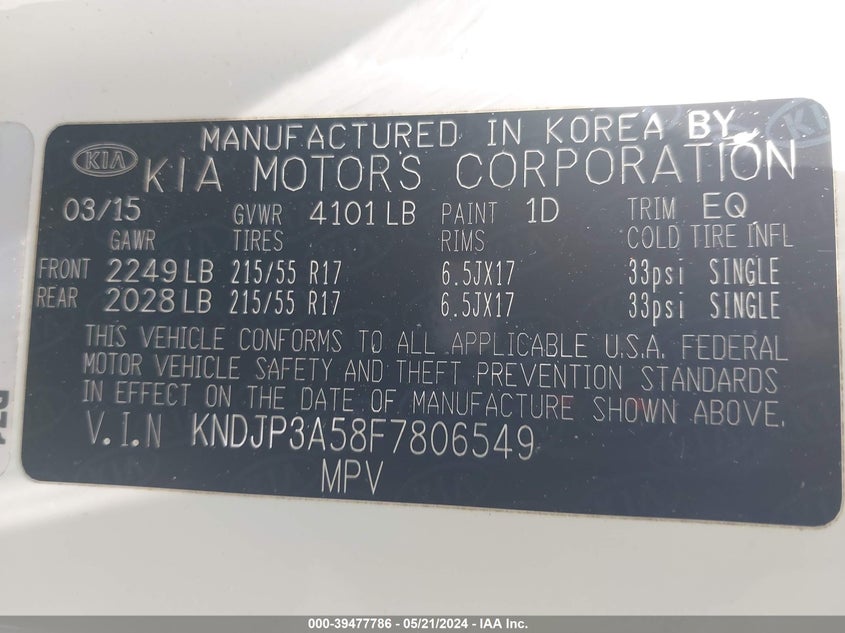 MANUFACTURED IN KOREA BY
KIA KIA MOTORS CORPORATION
03/15 GVWR 4101 LB PAINT 1D TRIM EQ
GAWR TIRES RIMS COLD TIRE INFL
FRONT 2249 LB 215/55 R17 6.5JX17 33psi SINGLE
REAR 2028 LB 215/55 R17 6.5JX17 33psi SINGLE
THIS VEHICLE CONFORMS TO ALL APPLICABLE U.S.A. FEDERAL
MOTOR VEHICLE SAFETY AND THEFT PREVENTION STANDARDS
IN EFFECT ON THE DATE OF MANUFACTURE SHOWN ABOVE.
V.I.N KNDJP3A58F7806549
MPV
000-39477786 - 05/21/2024 - IAA Inc.